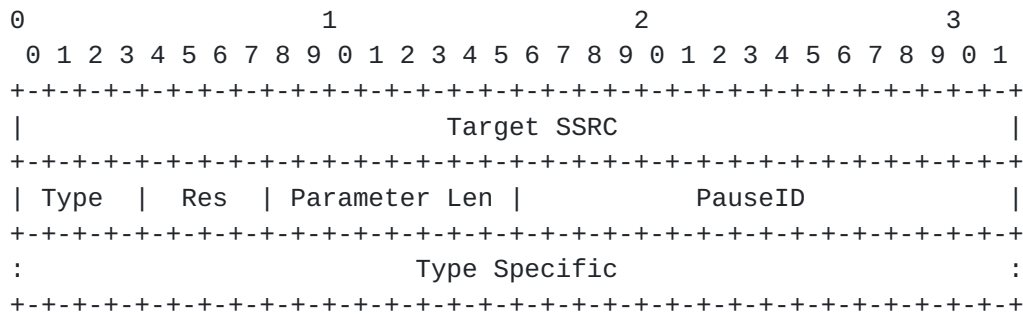 0                   1                   2                   3
 0 1 2 3 4 5 6 7 8 9 0 1 2 3 4 5 6 7 8 9 0 1 2 3 4 5 6 7 8 9 0 1
+-+-+-+-+-+-+-+-+-+-+-+-+-+-+-+-+-+-+-+-+-+-+-+-+-+-+-+-+-+-+-+-+
|                           Target SSRC                         |
+-+-+-+-+-+-+-+-+-+-+-+-+-+-+-+-+-+-+-+-+-+-+-+-+-+-+-+-+-+-+-+-+
| Type  |  Res  | Parameter Len |           PauseID             |
+-+-+-+-+-+-+-+-+-+-+-+-+-+-+-+-+-+-+-+-+-+-+-+-+-+-+-+-+-+-+-+-+
:                         Type Specific                         :
+-+-+-+-+-+-+-+-+-+-+-+-+-+-+-+-+-+-+-+-+-+-+-+-+-+-+-+-+-+-+-+-+